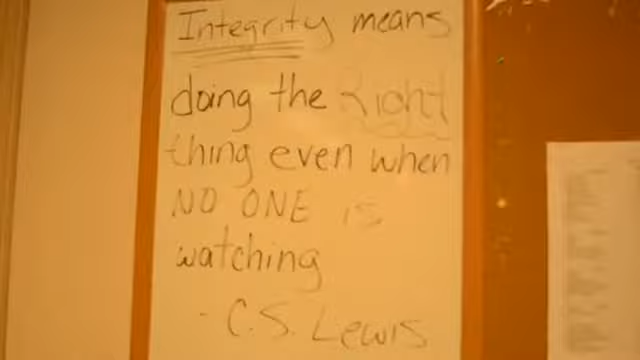 Integrity means
doing the Right
thing even when
NO ONE is
watching
- C.S. Lewis